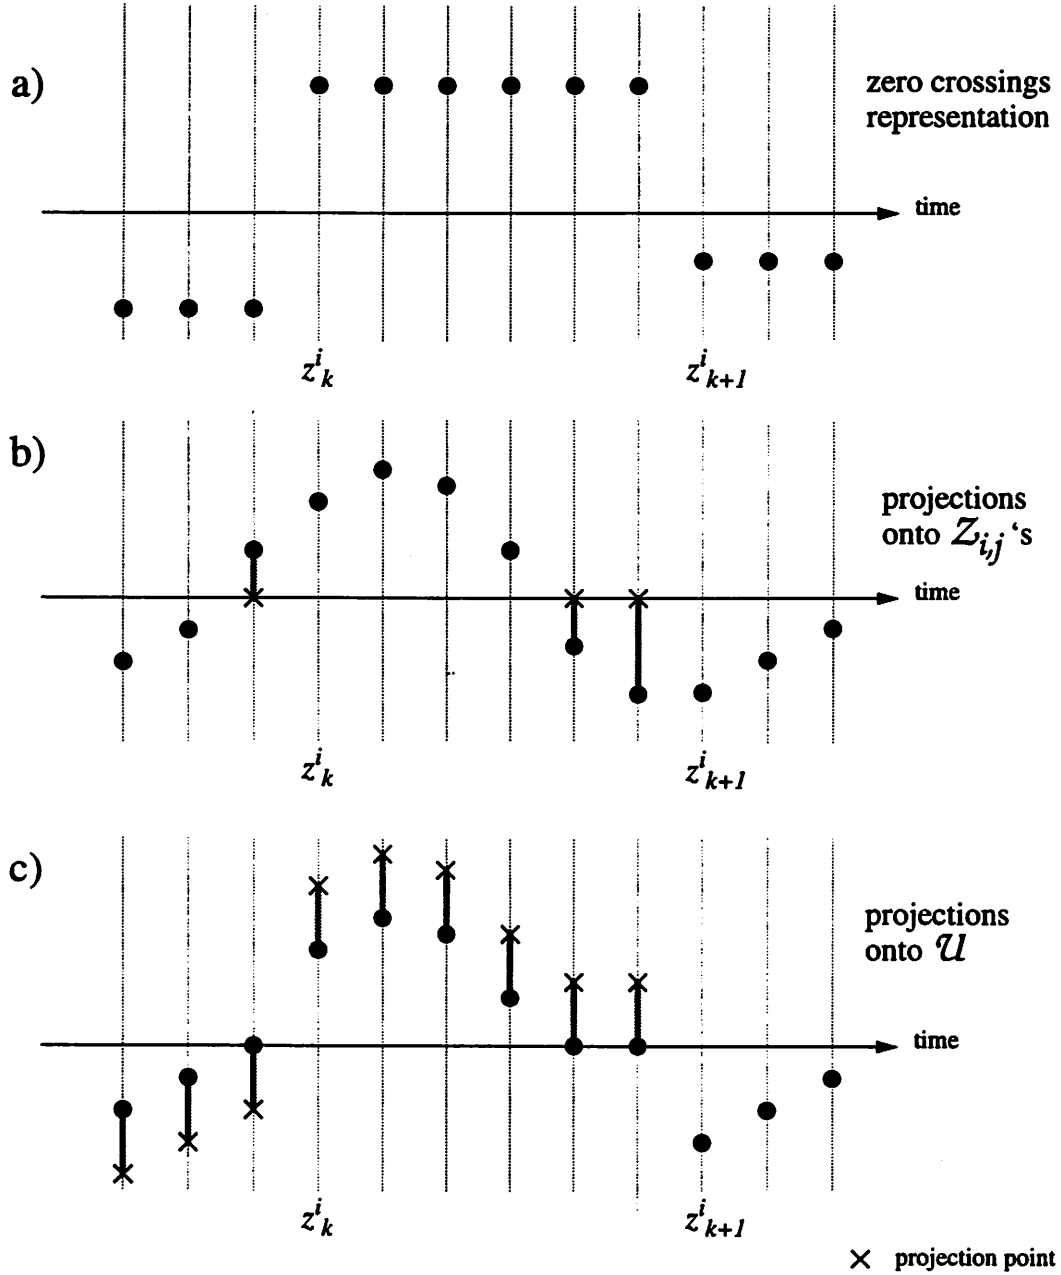 a)
zero crossings
representation
time
z^i_k
z^i_{k+1}
b)
projections
onto Z_{i,j} 's
time
z^i_k
z^i_{k+1}
c)
projections
onto U
time
z^i_k
z^i_{k+1}
× projection point